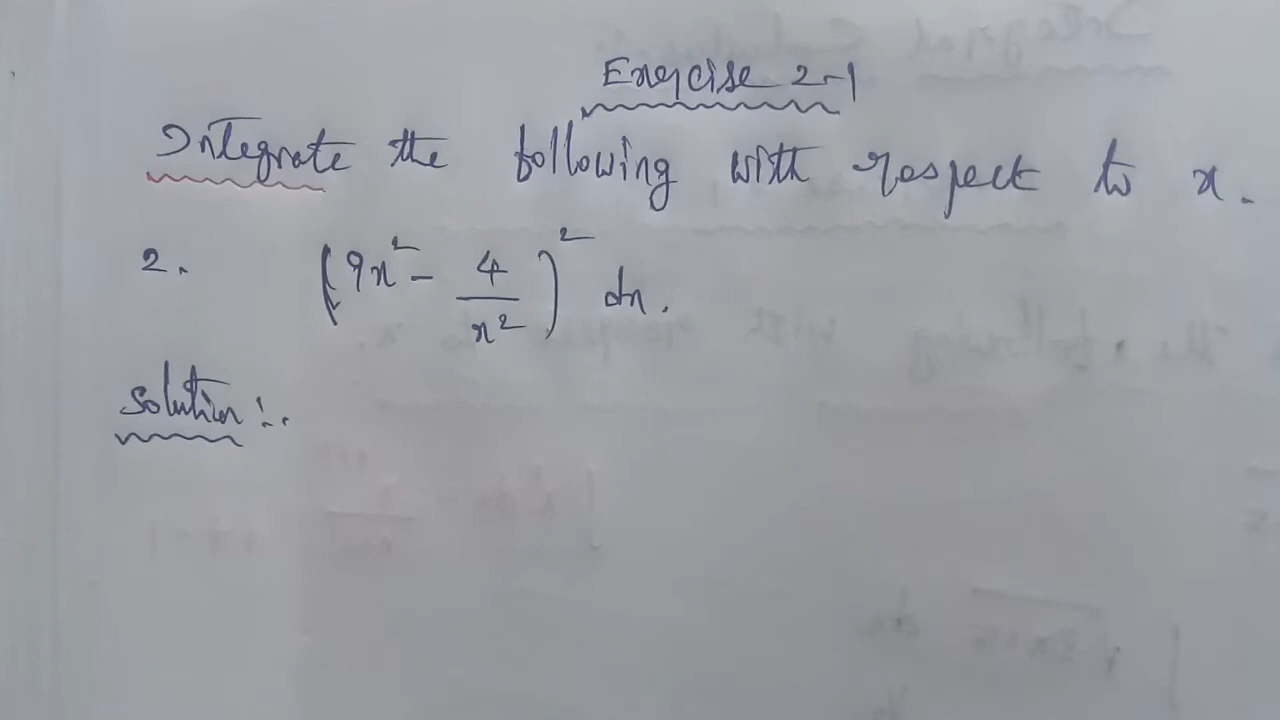 Exercise 2-1
Integrate the following with respect to x.
2. (9x² - 4/x²)² dx.
Solution:.